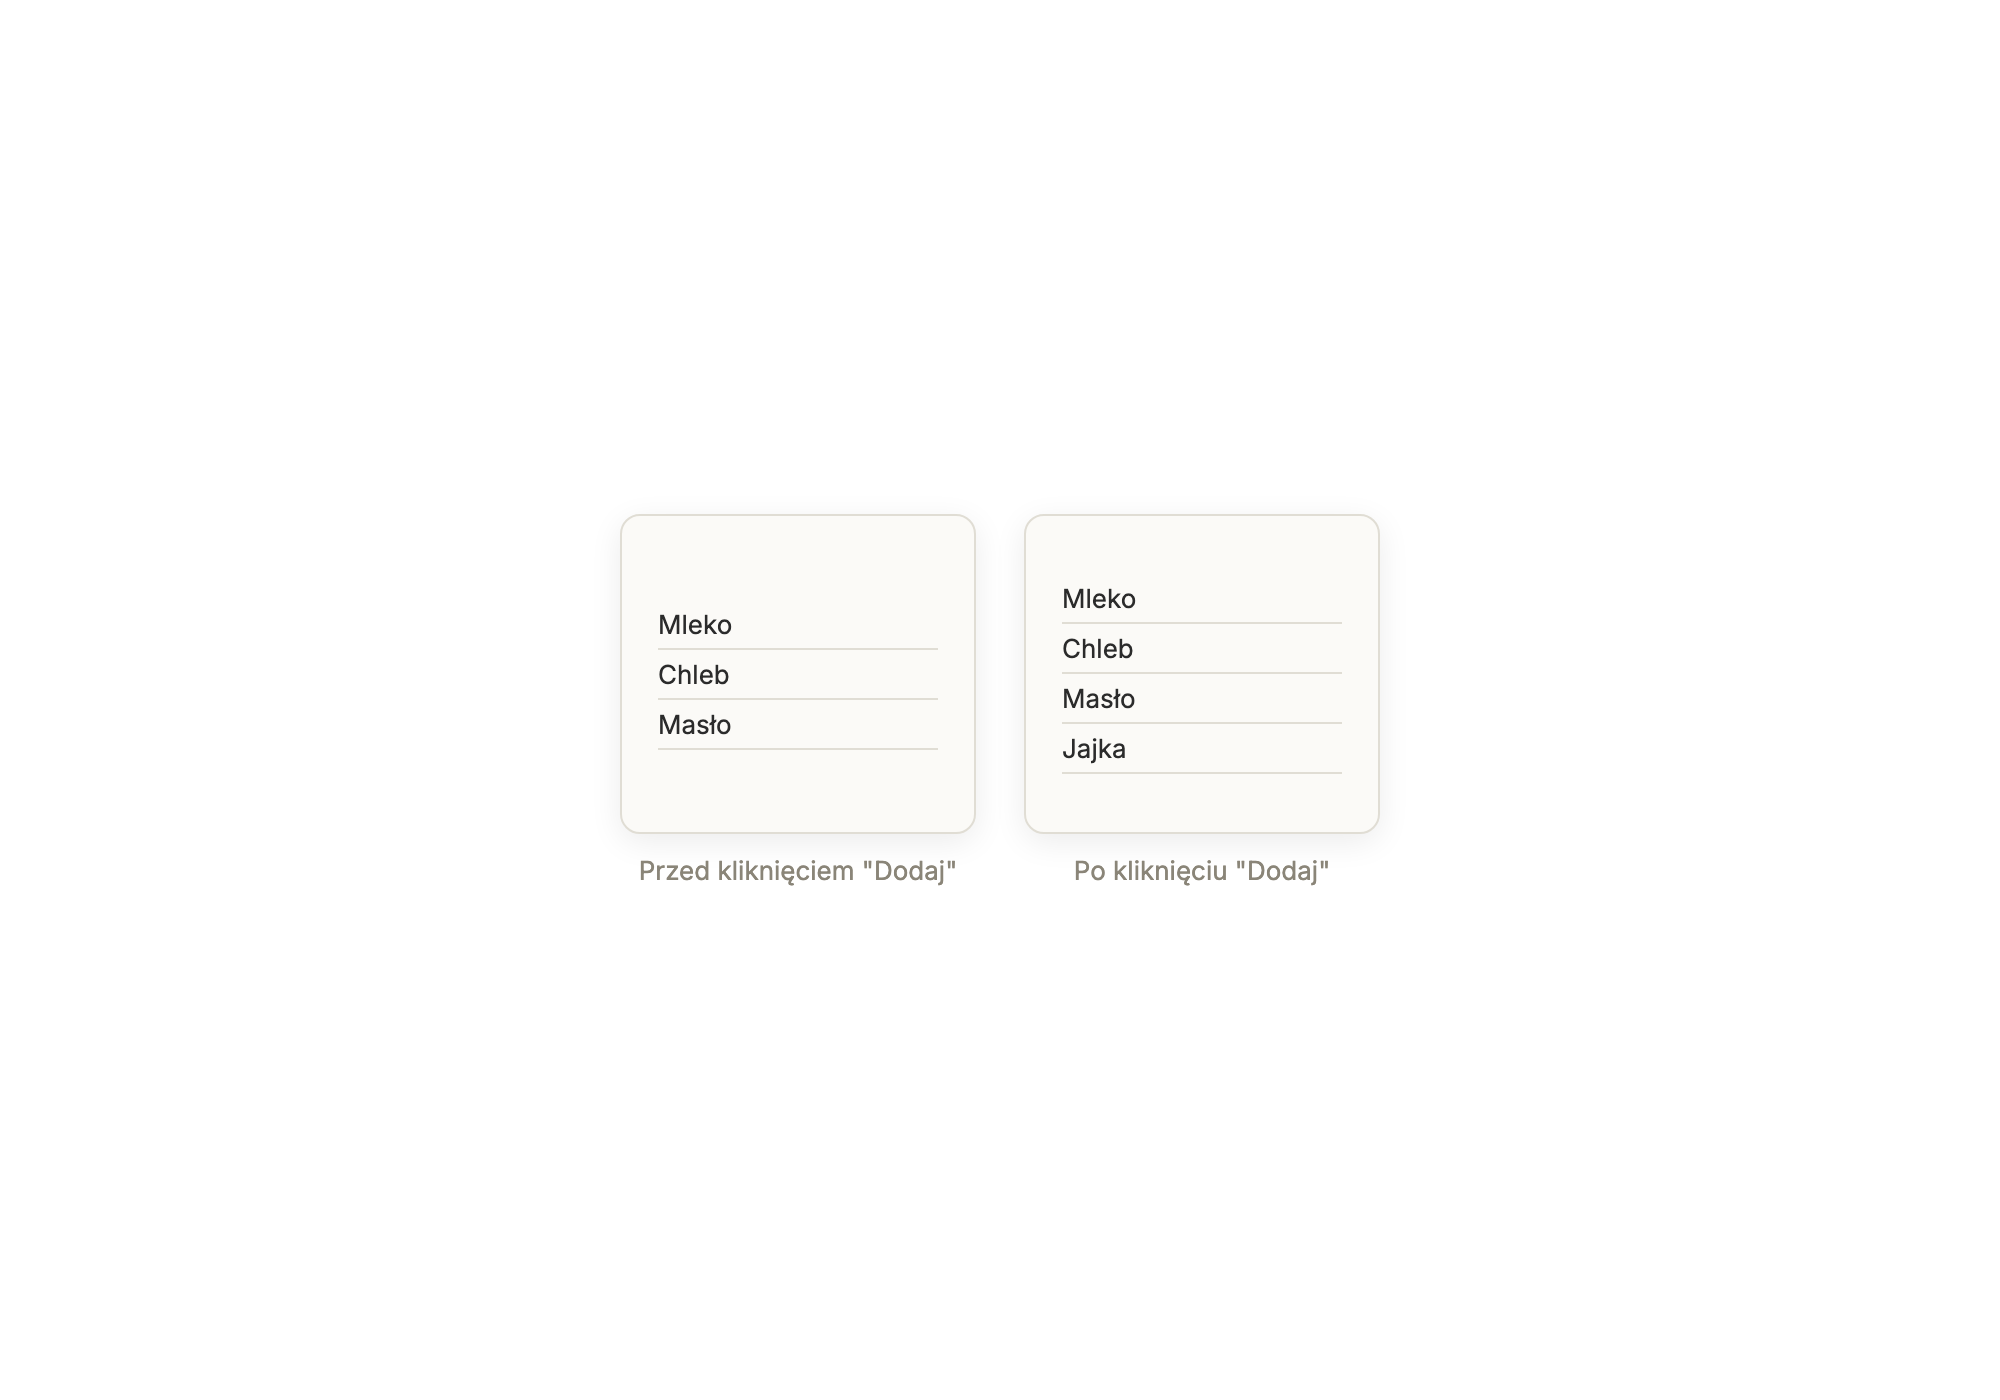 Mleko
Chleb
Masło
Przed kliknięciem "Dodaj"
Mleko
Chleb
Masło
Jajka
Po kliknięciu "Dodaj"